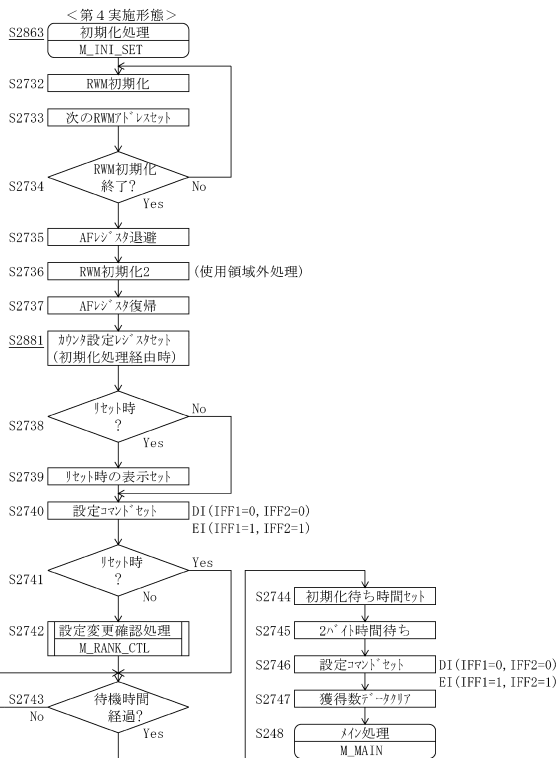 ＜第４実施形態＞
S2863 初期化処理
M_INI_SET
S2732 RWM初期化
S2733 次のRWMｱﾄﾞﾚｽｾｯﾄ
S2734 RWM初期化
終了?
No
Yes
S2735 AFﾚｼﾞｽﾀ退避
S2736 RWM初期化2 (使用領域外処理)
S2737 AFﾚｼﾞｽﾀ復帰
S2881 ｶｳﾝﾀ設定ﾚｼﾞｽﾀｾｯﾄ
(初期化処理経由時)
S2738 ﾘｾｯﾄ時
?
No
Yes
S2739 ﾘｾｯﾄ時の表示ｾｯﾄ
S2740 設定ｺﾏﾝﾄﾞｾｯﾄ DI(IFF1=0, IFF2=0)
EI(IFF1=1, IFF2=1)
S2741 ﾘｾｯﾄ時
?
Yes
No
S2742 設定変更確認処理
M_RANK_CTL
S2743 待機時間
経過?
No
Yes
S2744 初期化待ち時間ｾｯﾄ
S2745 2ﾊﾞｲﾄ時間待ち
S2746 設定ｺﾏﾝﾄﾞｾｯﾄ DI(IFF1=0, IFF2=0)
EI(IFF1=1, IFF2=1)
S2747 獲得数ﾃﾞｰﾀｸﾘｱ
S248 ﾒｲﾝ処理
M_MAIN